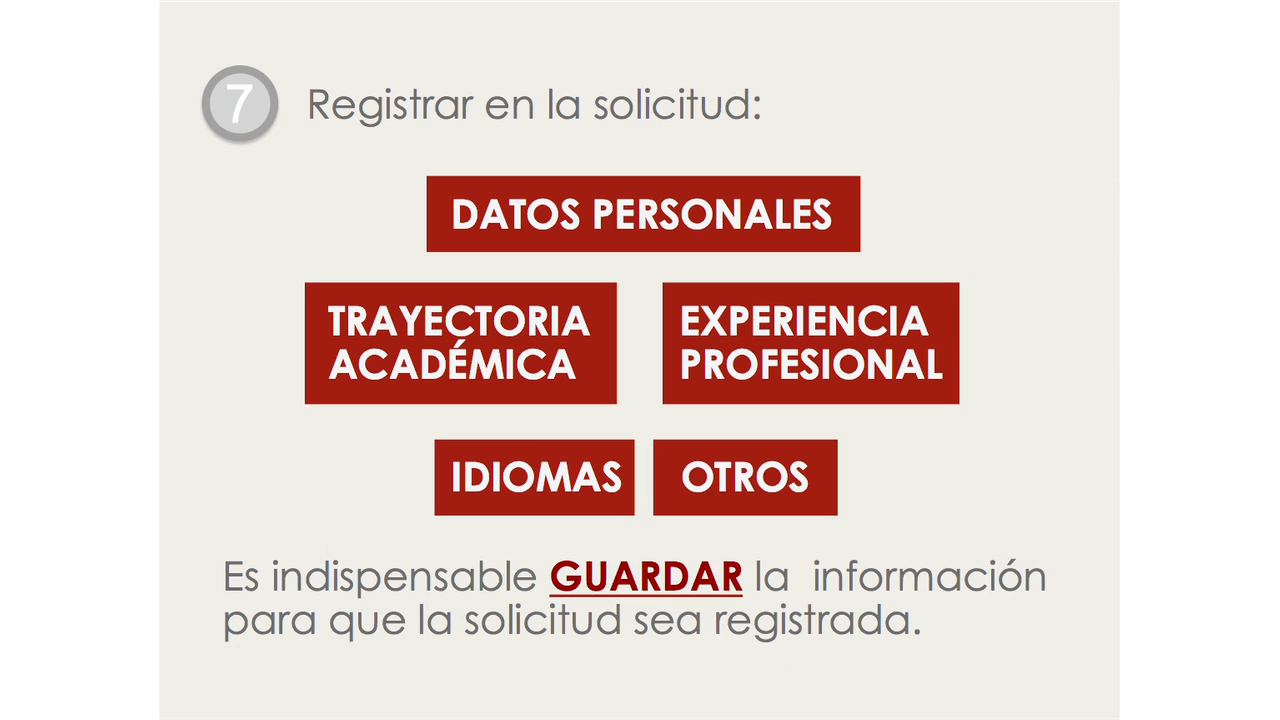 7 Registrar en la solicitud:
DATOS PERSONALES
TRAYECTORIA
ACADÉMICA
EXPERIENCIA
PROFESIONAL
IDIOMAS
OTROS
Es indispensable GUARDAR la información
para que la solicitud sea registrada.